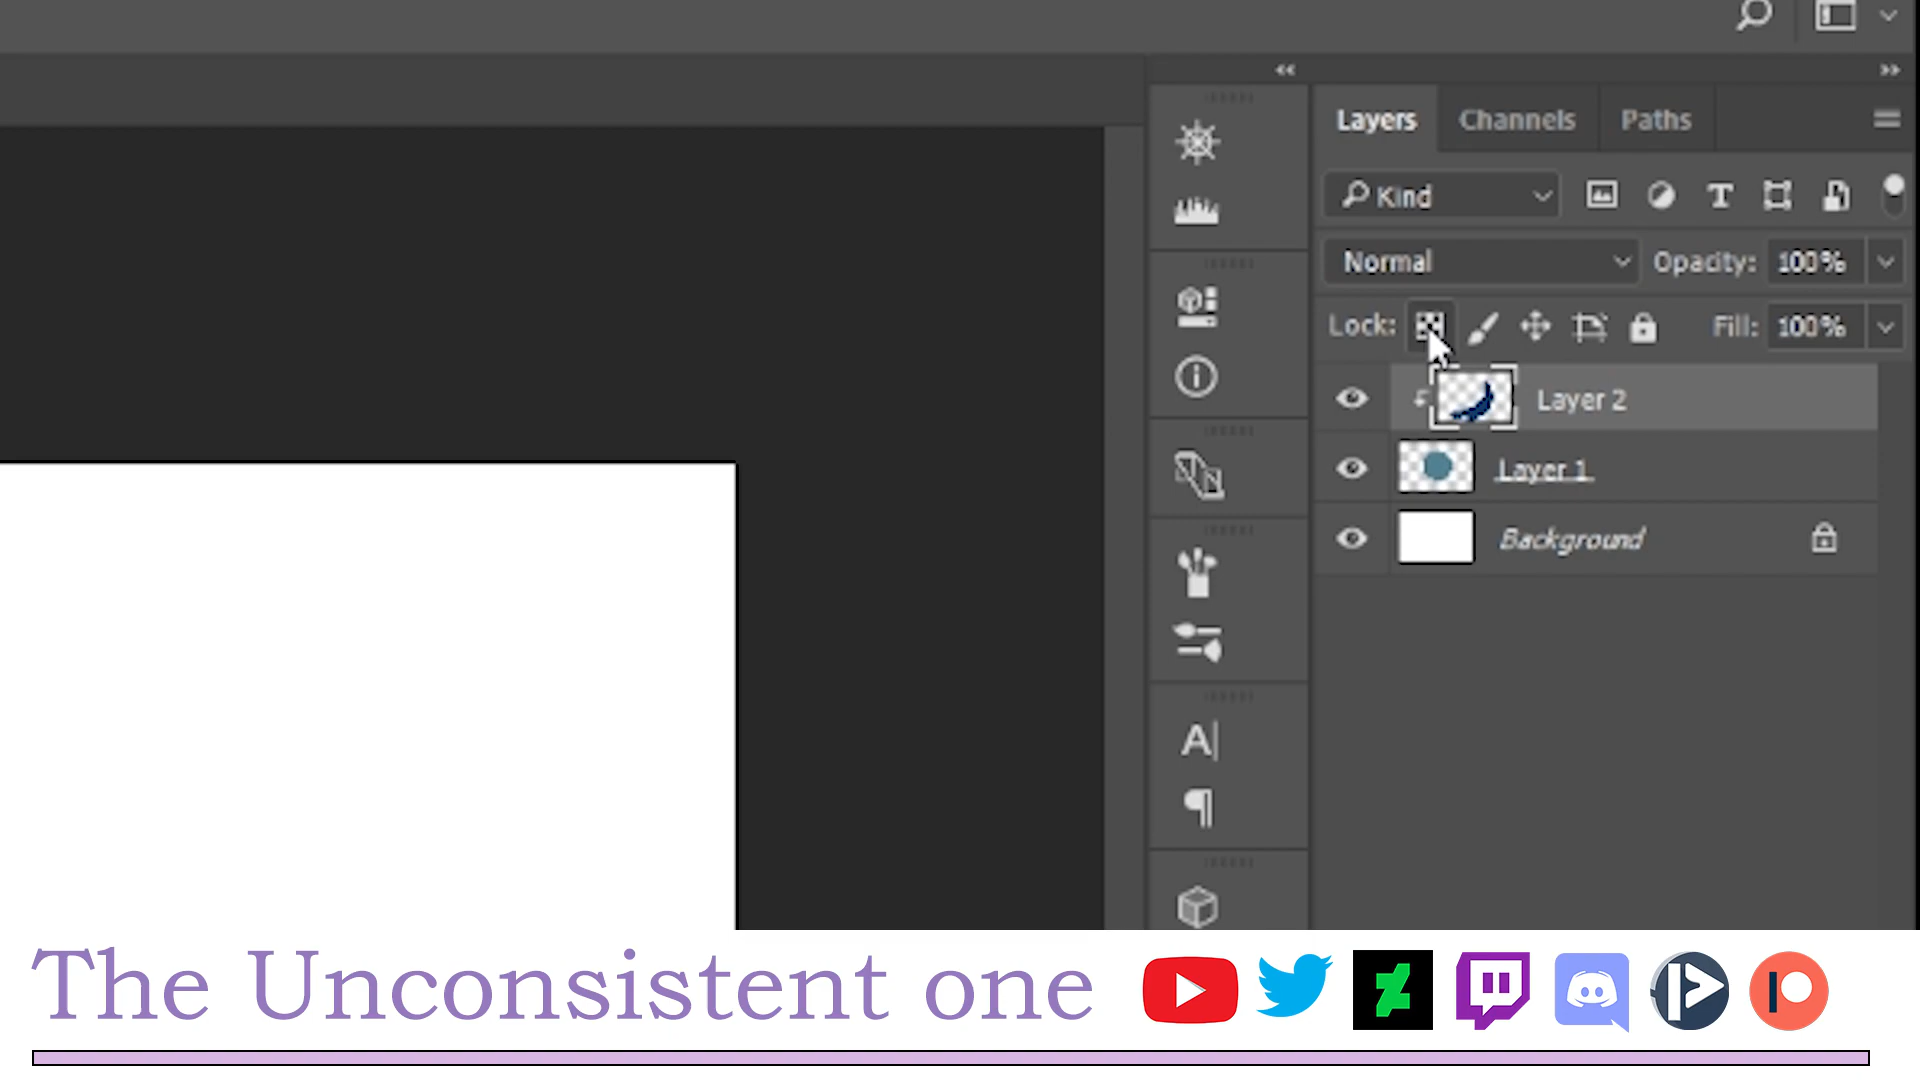 Layers Channels Paths
Kind
Normal Opacity: 100%
Lock: Fill: 100%
Layer 2
Layer 1
Background
A|
The Unconsistent one